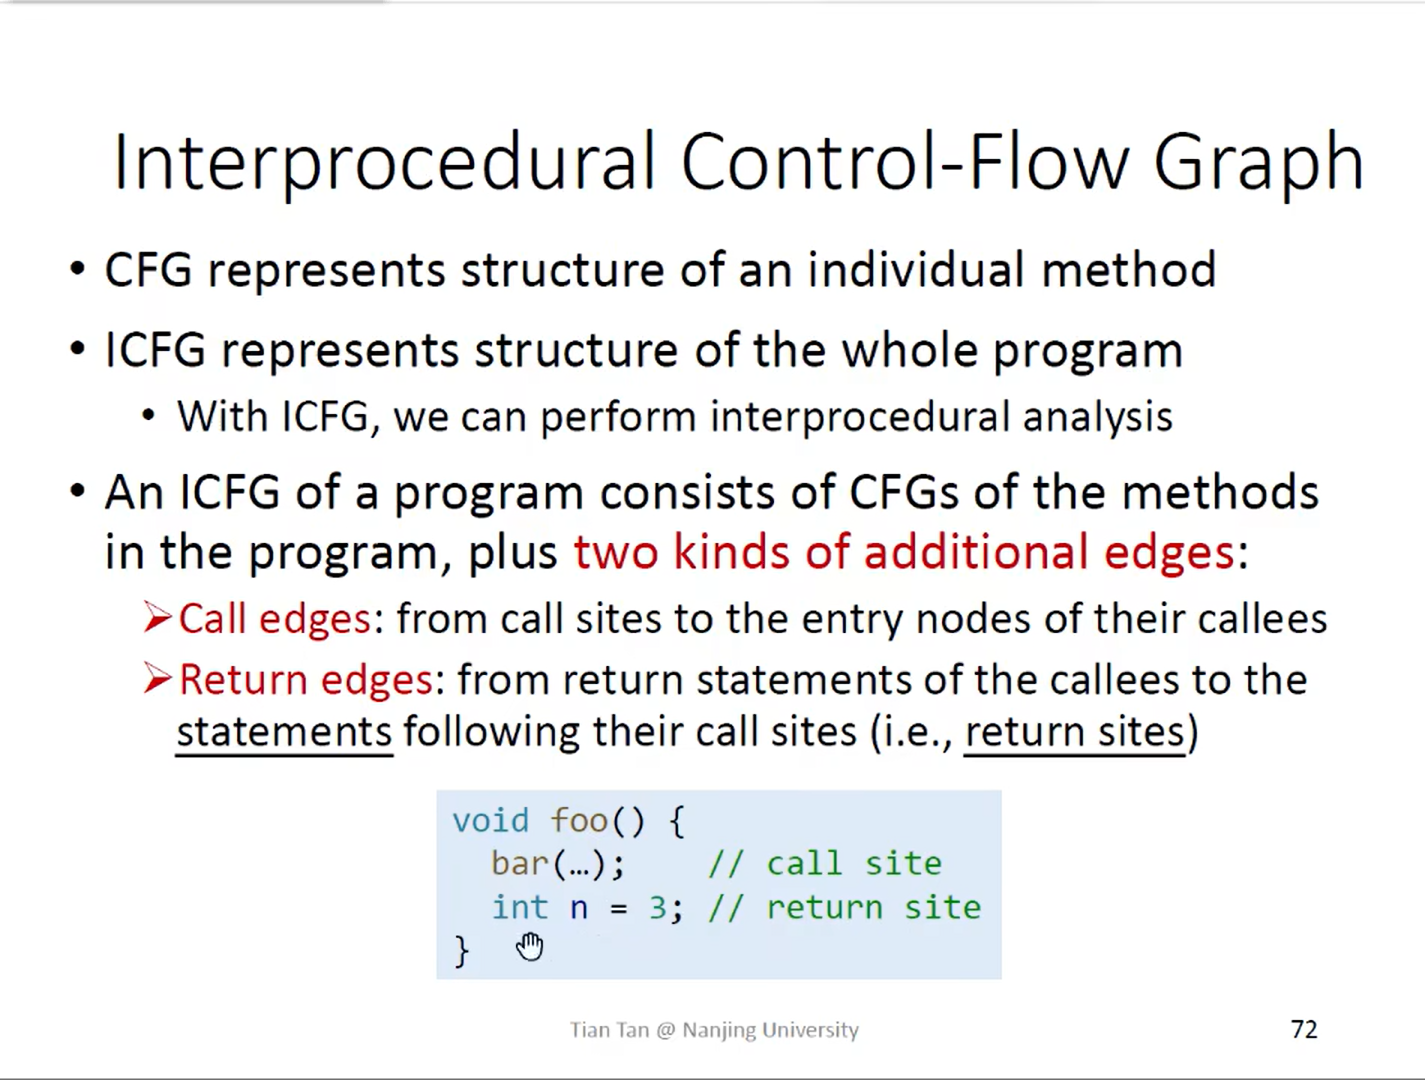 Interprocedural Control-Flow Graph
• CFG represents structure of an individual method
• ICFG represents structure of the whole program
• With ICFG, we can perform interprocedural analysis
• An ICFG of a program consists of CFGs of the methods
in the program, plus two kinds of additional edges:
➢Call edges: from call sites to the entry nodes of their callees
➢Return edges: from return statements of the callees to the
statements following their call sites (i.e., return sites)
void foo() {
  bar(…);    // call site
  int n = 3; // return site
}
Tian Tan @ Nanjing University
72